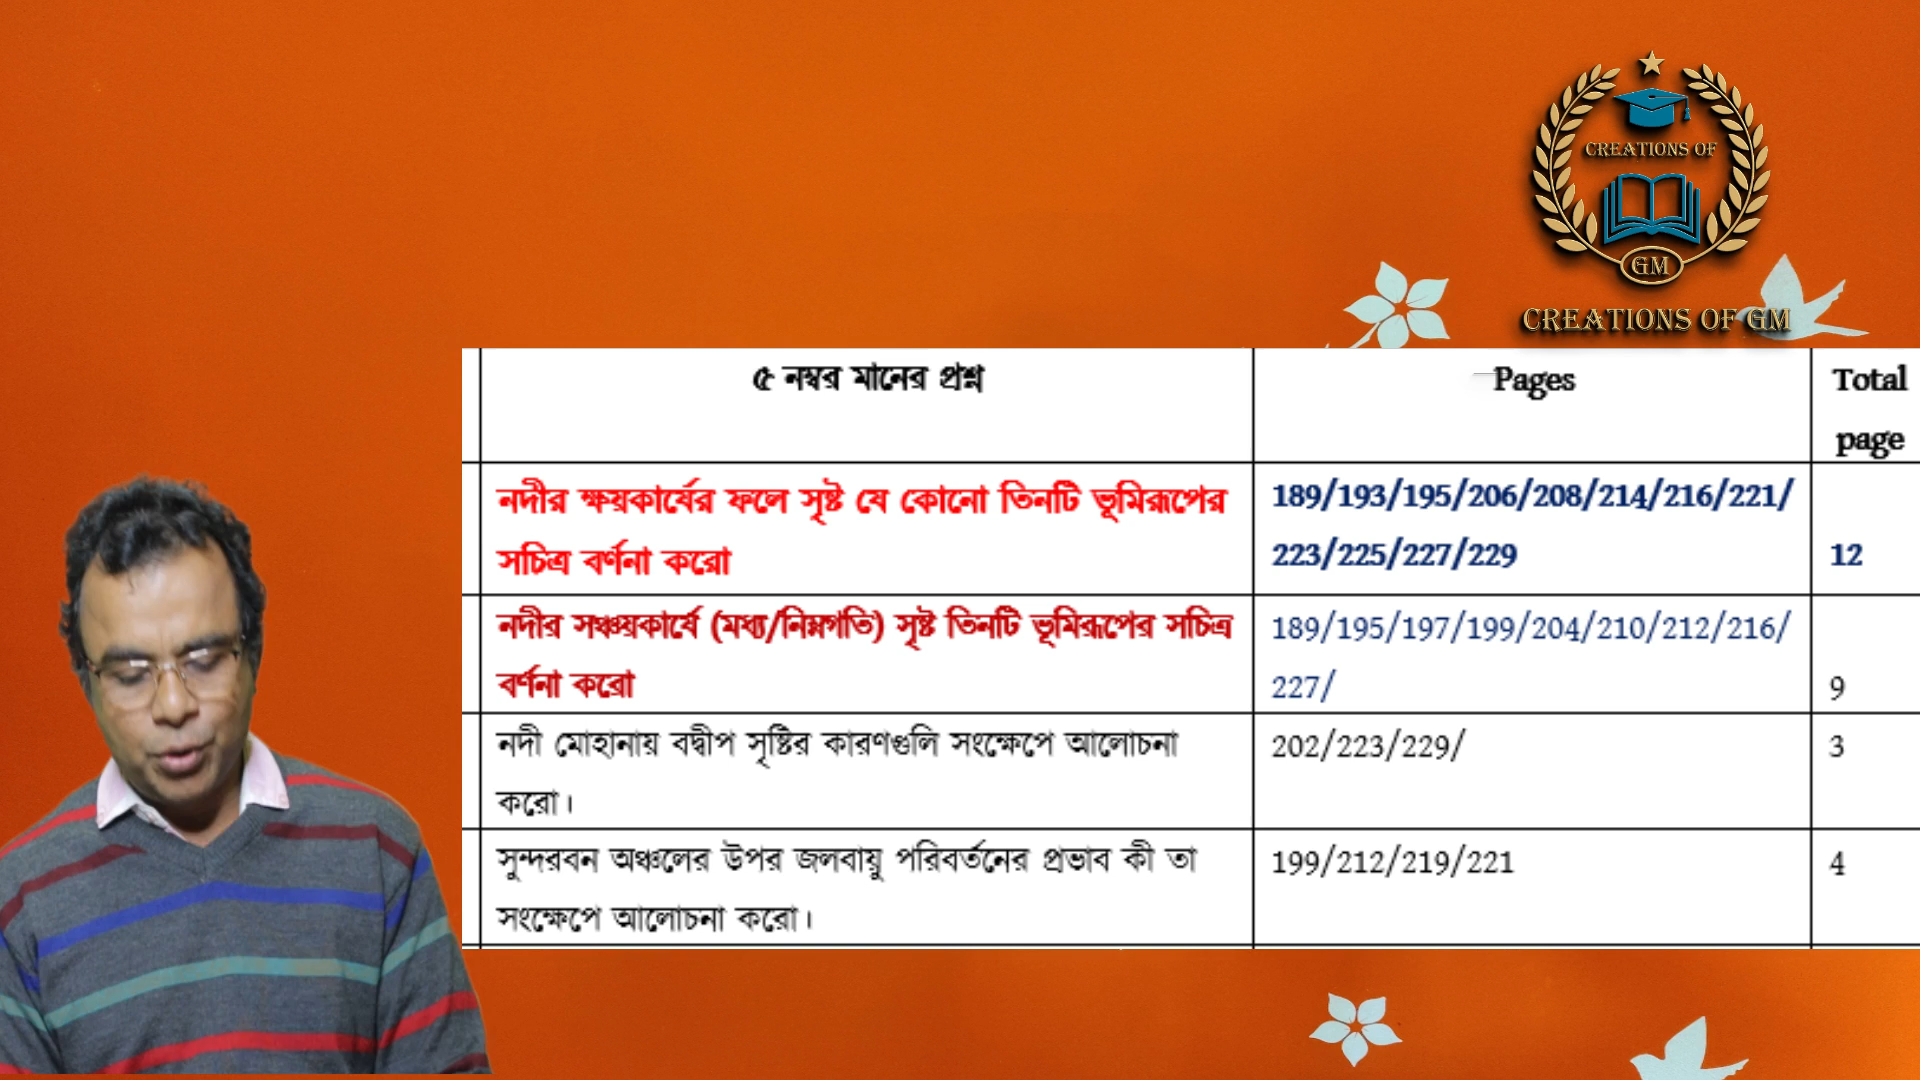 CREATIONS OF
GM
CREATIONS OF GM
৫ নম্বর মানের প্রশ্ন
Pages
Total
page
নদীর ক্ষয়কার্যের ফলে সৃষ্ট যে কোনো তিনটি ভূমিরূপের
সচিত্র বর্ণনা করো
189/193/195/206/208/214/216/221/
223/225/227/229
12
নদীর সঞ্চয়কার্যে (মধ্য/নিম্নগতি) সৃষ্ট তিনটি ভূমিরূপের সচিত্র
বর্ণনা করো
189/195/197/199/204/210/212/216/
227/
9
নদী মোহানায় বদ্বীপ সৃষ্টির কারণগুলি সংক্ষেপে আলোচনা
করো।
202/223/229/
3
সুন্দরবন অঞ্চলের উপর জলবায়ু পরিবর্তনের প্রভাব কী তা
সংক্ষেপে আলোচনা করো।
199/212/219/221
4